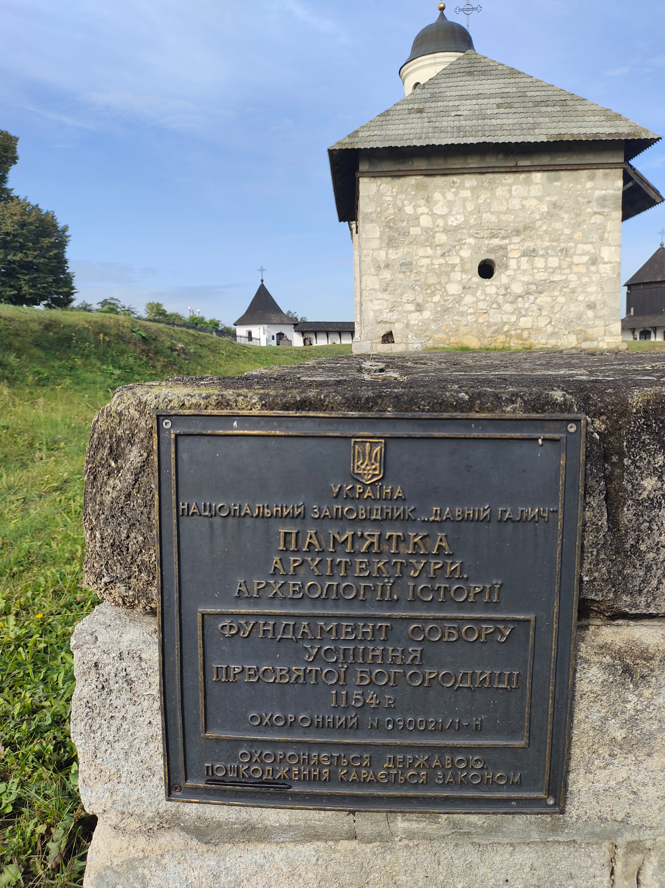 УКРАЇНА
НАЦІОНАЛЬНИЙ ЗАПОВІДНИК „ДАВНІЙ ГАЛИЧ"
ПАМ'ЯТКА
АРХІТЕКТУРИ,
АРХЕОЛОГІЇ, ІСТОРІЇ
ФУНДАМЕНТ СОБОРУ
УСПІННЯ
ПРЕСВЯТОЇ БОГОРОДИЦІ
1154 Р.
ОХОРОННИЙ N 090021/1-Н
ОХОРОНЯЄТЬСЯ ДЕРЖАВОЮ,
ПОШКОДЖЕННЯ КАРАЄТЬСЯ ЗАКОНОМ